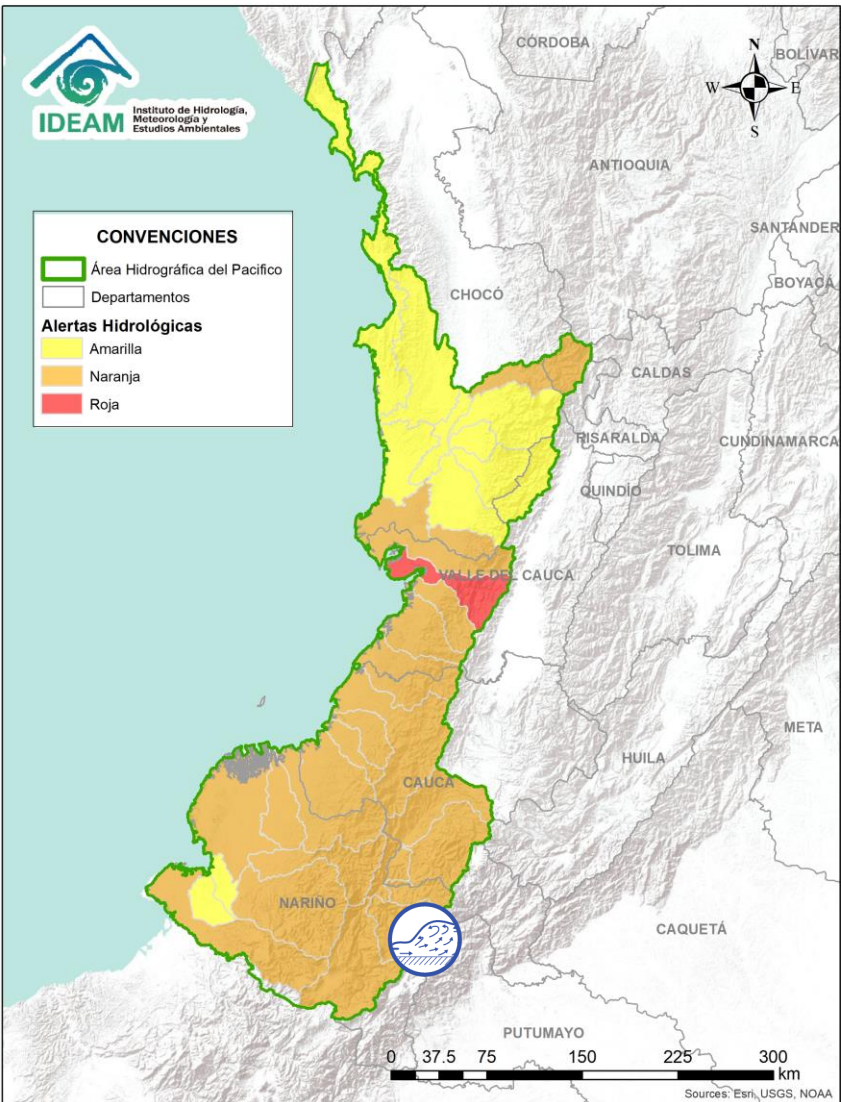 IDEAM
Instituto de Hidrología,
Meteorología y
Estudios Ambientales
N
W
E
S
CÓRDOBA
BOLÍVAR
ANTIOQUIA
SANTANDER
BOYACÁ
CHOCÓ
CALDAS
RISARALDA
CUNDINAMARCA
QUINDÍO
TOLIMA
VALLE DEL CAUCA
META
HUILA
CAUCA
NARIÑO
CAQUETÁ
PUTUMAYO
CONVENCIONES
Área Hidrográfica del Pacifico
Departamentos
Alertas Hidrológicas
Amarilla
Naranja
Roja
0 37.5 75 150 225 300
km
Sources: Esri, USGS, NOAA